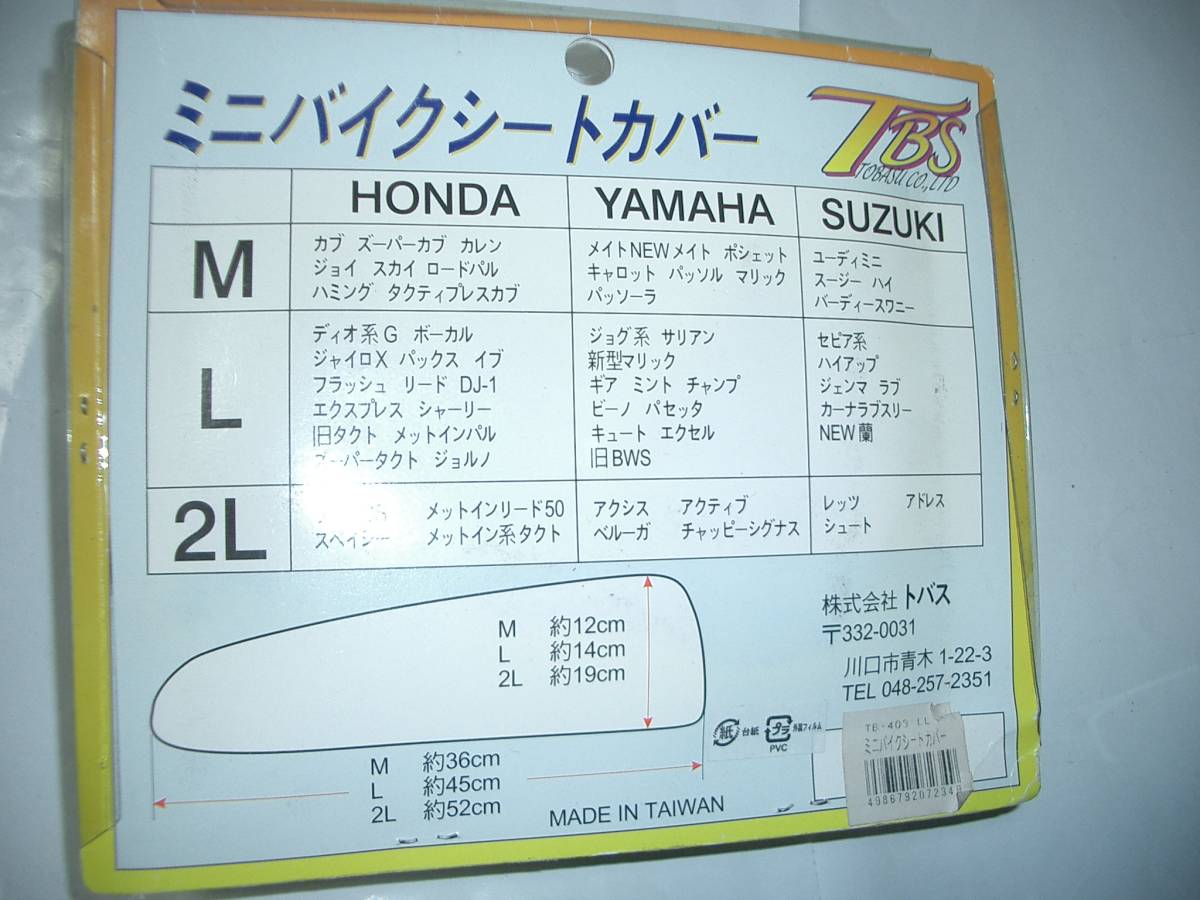 ミニバイクシートカバー
TBS
TOBASU CO., LTD
HONDA YAMAHA SUZUKI
M
カブ ズーパーカブ カレン
ジョイ スカイ ロードパル
ハミング タクティプレスカブ
メイトNEWメイト ポシェット
キャロット パッソル マリック
パッソーラ
ユーディミニ
スージー ハイ
バーディースワニー
L
ディオ系G ボーカル
ジャイロX パックス イブ
フラッシュ リード DJ-1
エクスプレス シャーリー
旧タクト メットインパル
ーパータクト ジョルノ
ジョグ系 サリアン
新型マリック
ギア ミント チャンプ
ビーノ パセッタ
キュート エクセル
旧BWS
セピア系
ハイアップ
ジェンマ ラブ
カーナラブスリー
NEW蘭
2L
メットインリード50
スペイシー メットイン系タクト
アクシス アクティブ
ベルーガ チャッピーシグナス
レッツ アドレス
シュート
M 約12cm
L 約14cm
2L 約19cm
M 約36cm
L 約45cm
2L 約52cm
株式会社 トバス
〒332-0031
川口市青木 1-22-3
TEL 048-257-2351
紙 台紙 プラ 外装フィルム
PVC
MADE IN TAIWAN
TB-409 LL
ミニバイクシートカバー
498679207234